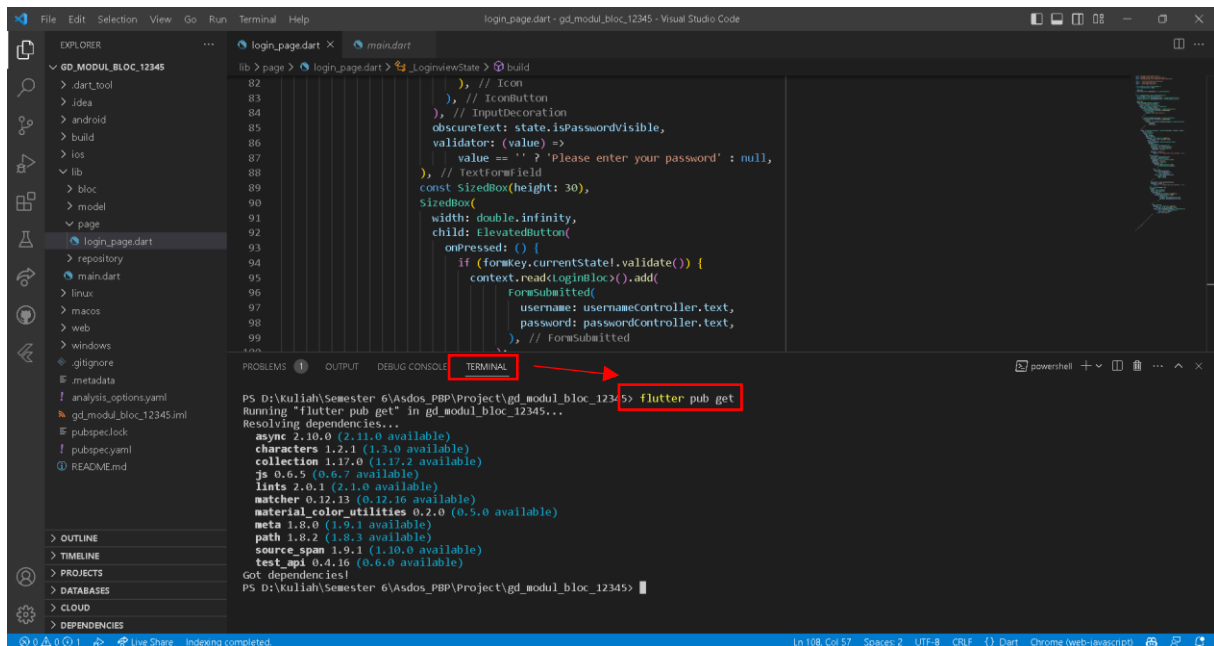 File Edit Selection View Go Run Terminal Help login_page.dart - gd_modul_bloc_12345 - Visual Studio Code
EXPLORER ...
GD_MODUL_BLOC_12345
.dart_tool
.idea
android
build
ios
lib
bloc
model
page
login_page.dart
repository
main.dart
linux
macos
web
windows
.gitignore
.metadata
analysis_options.yaml
gd_modul_bloc_12345.iml
pubspec.lock
pubspec.yaml
README.md
OUTLINE
TIMELINE
PROJECTS
DATABASES
CLOUD
DEPENDENCIES
login_page.dart main.dart
lib > page > login_page.dart > _LoginviewState > build
82 ), // Icon
83 ), // IconButton
84 ), // InputDecoration
85 obscureText: state.isPasswordVisible,
86 validator: (value) =>
87 value == '' ? 'Please enter your password' : null,
88 ), // TextFormField
89 const SizedBox(height: 30),
90 SizedBox(
91 width: double.infinity,
92 child: ElevatedButton(
93 onPressed: () {
94 if (formKey.currentState!.validate()) {
95 context.read<LoginBloc>().add(
96 FormSubmitted(
97 username: usernameController.text,
98 password: passwordController.text,
99 ), // FormSubmitted
PROBLEMS 1 OUTPUT DEBUG CONSOLE TERMINAL powershell
PS D:\Kuliah\Semester 6\Asdos_PBP\Project\gd_modul_bloc_12345> flutter pub get
Running "flutter pub get" in gd_modul_bloc_12345...
Resolving dependencies...
async 2.10.0 (2.11.0 available)
characters 1.2.1 (1.3.0 available)
collection 1.17.0 (1.17.2 available)
js 0.6.5 (0.6.7 available)
lints 2.0.1 (2.1.0 available)
matcher 0.12.13 (0.12.16 available)
material_color_utilities 0.2.0 (0.5.0 available)
meta 1.8.0 (1.9.1 available)
path 1.8.2 (1.8.3 available)
source_span 1.9.1 (1.10.0 available)
test_api 0.4.16 (0.6.0 available)
Got dependencies!
PS D:\Kuliah\Semester 6\Asdos_PBP\Project\gd_modul_bloc_12345>
0 0 1 Live Share Indexing completed. Ln 108, Col 57 Spaces: 2 UTF-8 CRLF {} Dart Chrome (web-javascript)